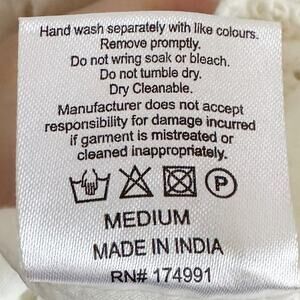 Hand wash separately with like colours.
Remove promptly.
Do not wring soak or bleach.
Do not tumble dry.
Dry Cleanable.
Manufacturer does not accept
responsibility for damage incurred
if garment is mistreated or
cleaned inappropriately.
P
MEDIUM
MADE IN INDIA
RN# 174991